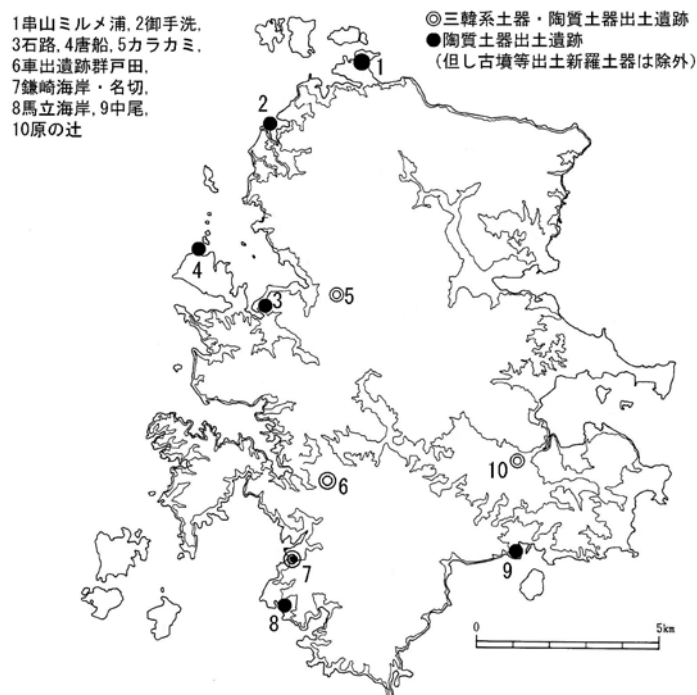 1串山ミルメ浦,2御手洗,
3石路,4唐船,5カラカミ,
6車出遺跡群戸田,
7鎌崎海岸・名切,
8馬立海岸,9中尾,
10原の辻
◎三韓系土器・陶質土器出土遺跡
●陶質土器出土遺跡
(但し古墳等出土新羅土器は除外)
1
2
4
3
5
10
6
9
7
8
0
5km